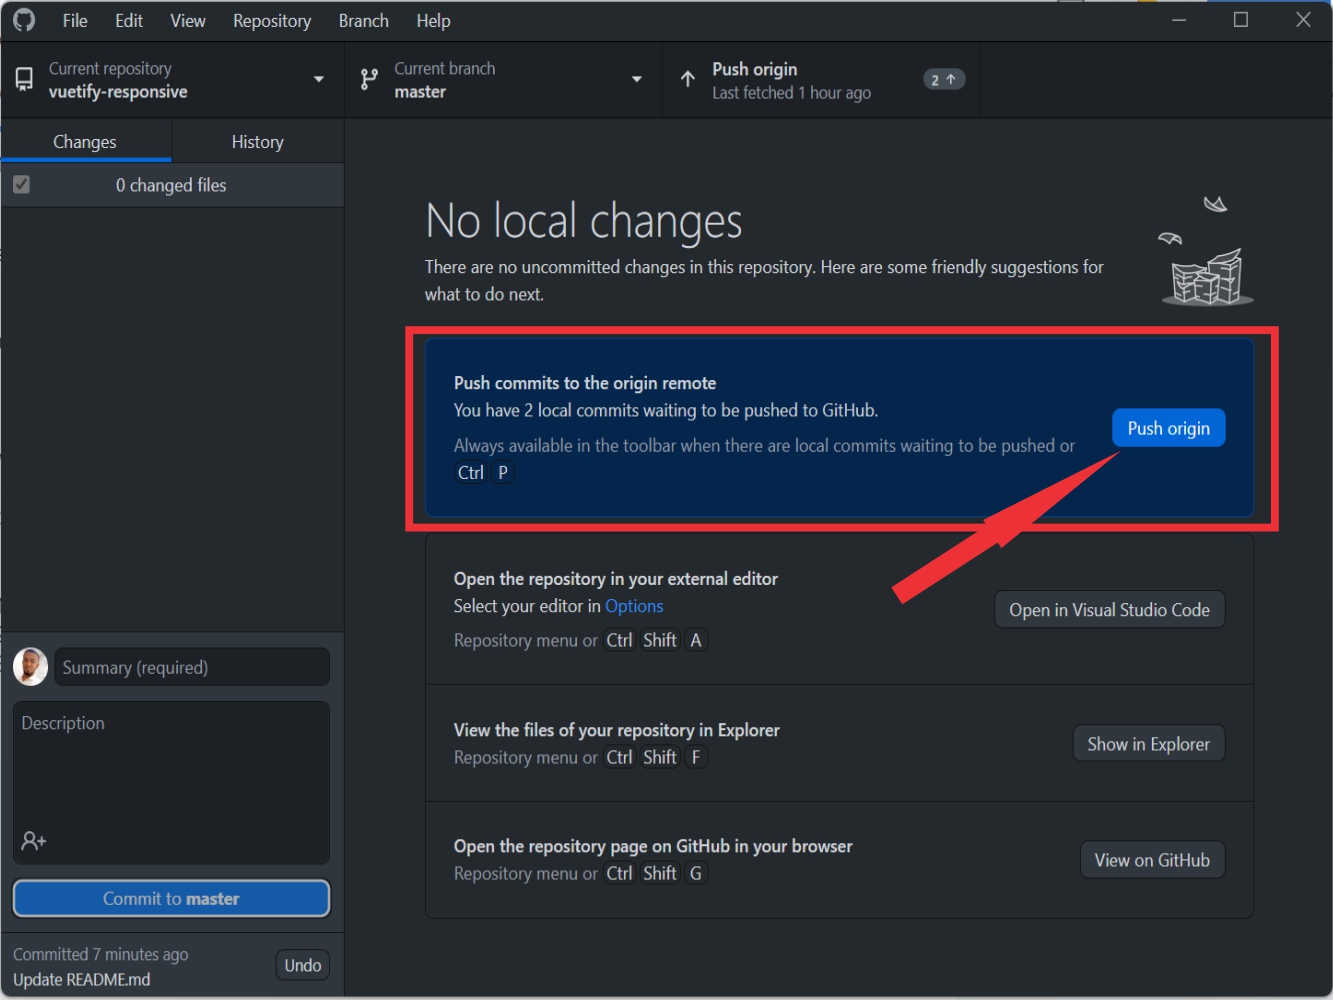 File Edit View Repository Branch Help
Current repository
vuetify-responsive
Current branch
master
Push origin
Last fetched 1 hour ago
2
Changes History
0 changed files
No local changes
There are no uncommitted changes in this repository. Here are some friendly suggestions for
what to do next.
Push commits to the origin remote
You have 2 local commits waiting to be pushed to GitHub.
Always available in the toolbar when there are local commits waiting to be pushed or
Ctrl P
Push origin
Open the repository in your external editor
Select your editor in Options
Repository menu or Ctrl Shift A
Open in Visual Studio Code
View the files of your repository in Explorer
Repository menu or Ctrl Shift F
Show in Explorer
Open the repository page on GitHub in your browser
Repository menu or Ctrl Shift G
View on GitHub
Summary (required)
Description
Commit to master
Committed 7 minutes ago
Update README.md
Undo